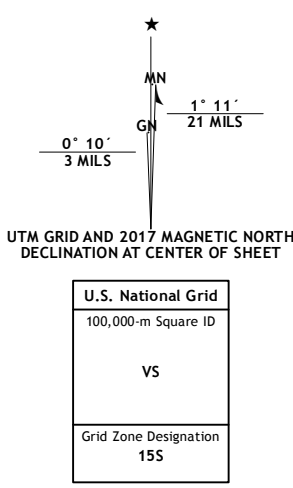 ★
MN
1° 11´
21 MILS
GN
0° 10´
3 MILS
UTM GRID AND 2017 MAGNETIC NORTH
DECLINATION AT CENTER OF SHEET
U.S. National Grid
100,000-m Square ID
VS
Grid Zone Designation
15S